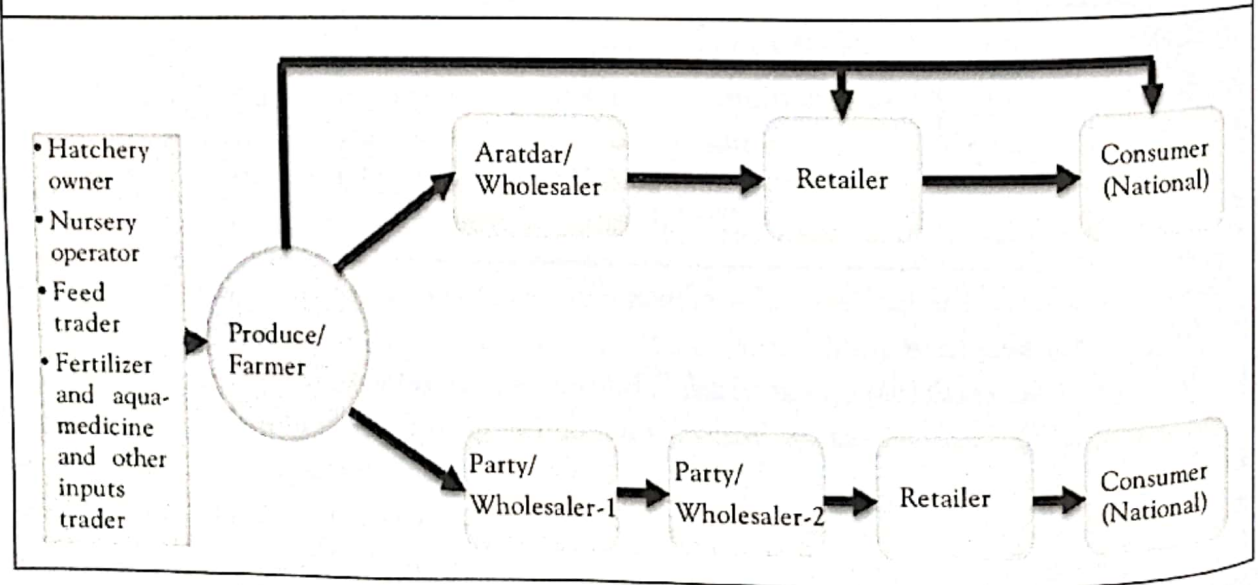 • Hatchery
owner
• Nursery
operator
• Feed
trader
• Fertilizer
and aqua-
medicine
and other
inputs
trader
Produce/
Farmer
Aratdar/
Wholesaler
Retailer
Consumer
(National)
Party/
Wholesaler-1
Party/
Wholesaler-2
Retailer
Consumer
(National)